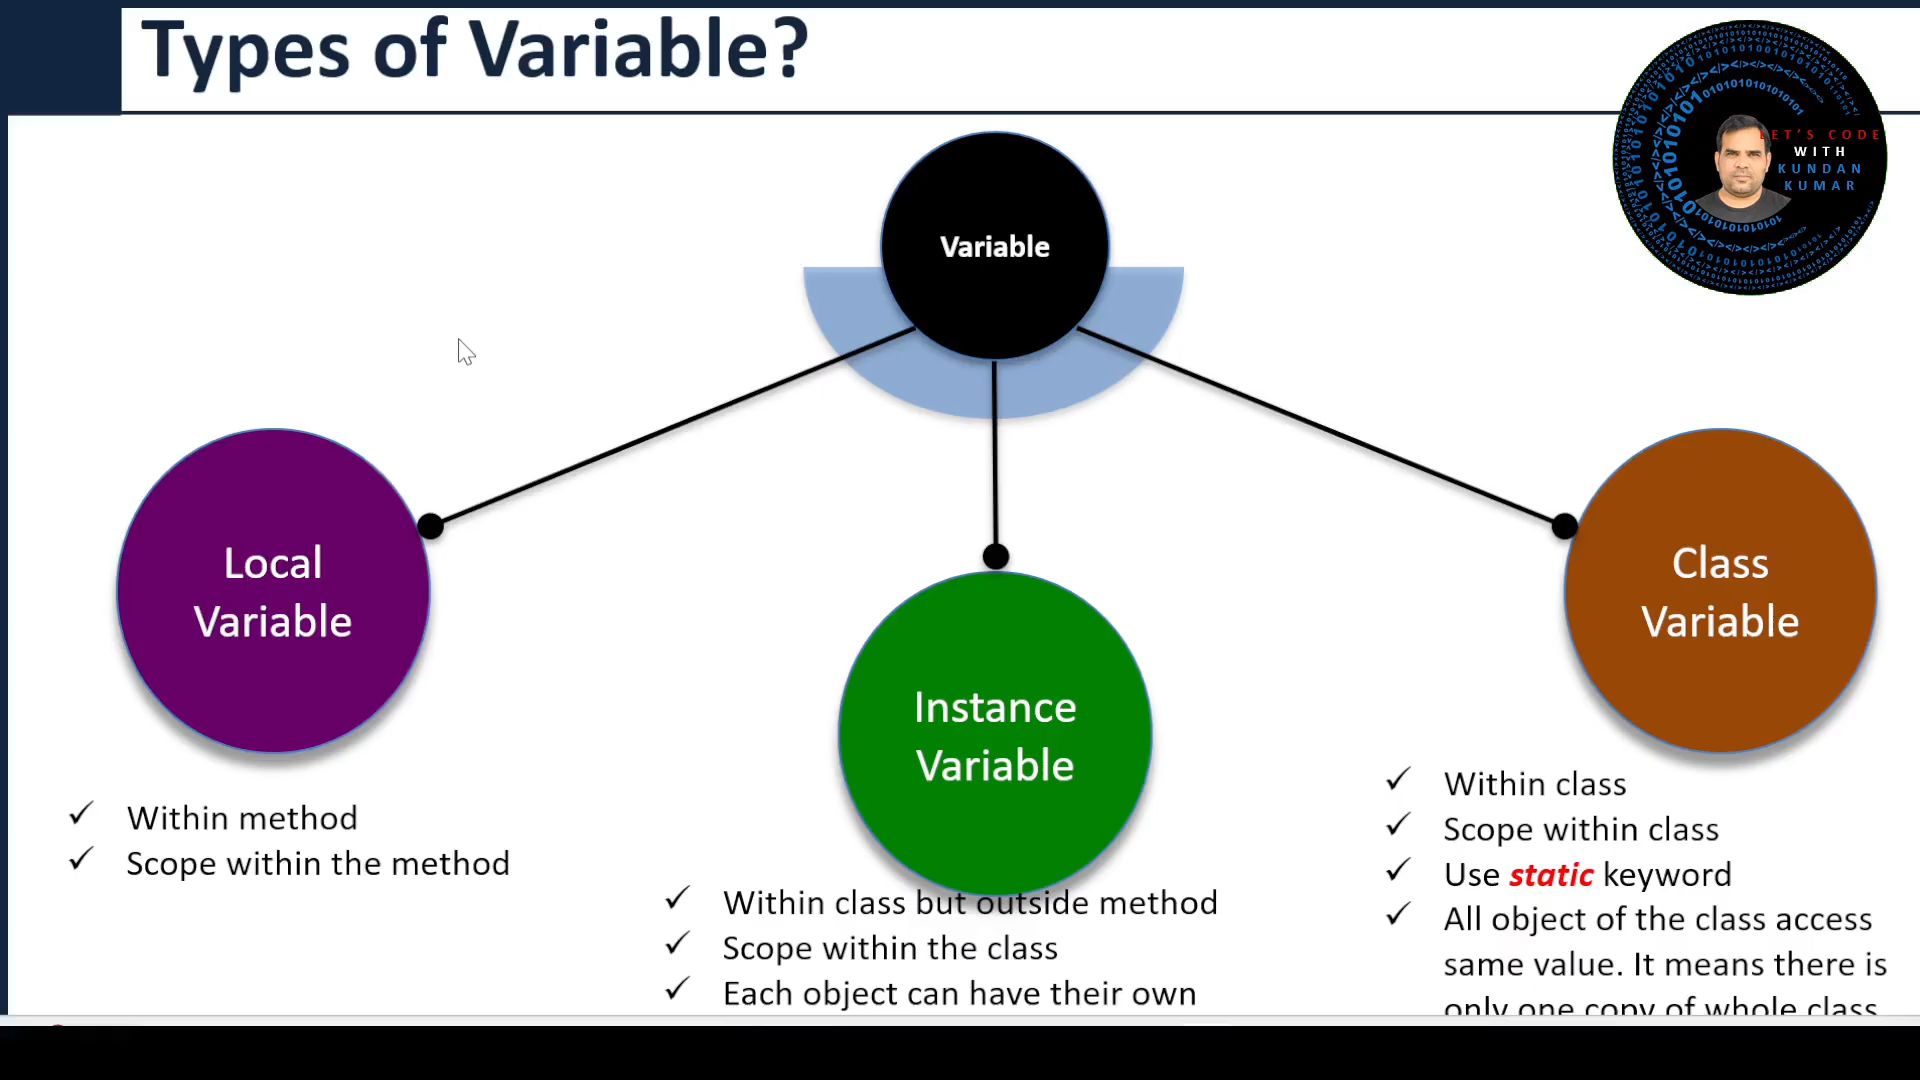 Types of Variable?
LET'S CODE
WITH
KUNDAN
KUMAR
Variable
Local
Variable
Instance
Variable
Class
Variable
✓ Within method
✓ Scope within the method
✓ Within class but outside method
✓ Scope within the class
✓ Each object can have their own
✓ Within class
✓ Scope within class
✓ Use static keyword
✓ All object of the class access
same value. It means there is
only one copy of whole class